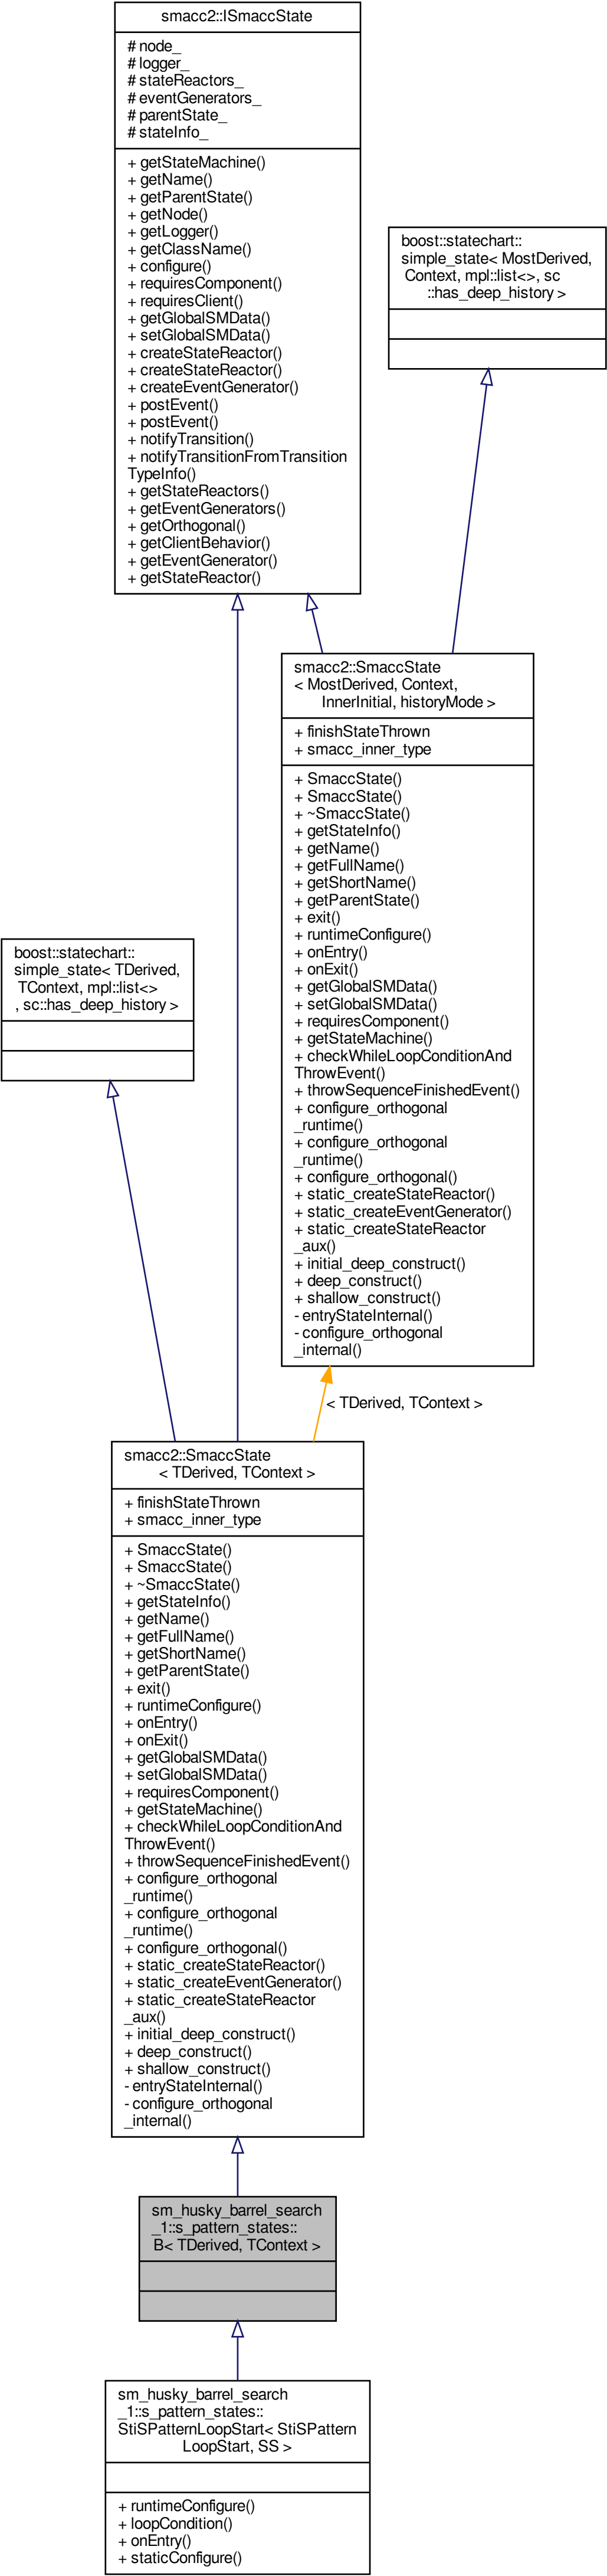 smacc2::ISmaccState
# node_
# logger_
# stateReactors_
# eventGenerators_
# parentState_
# stateInfo_
+ getStateMachine()
+ getName()
+ getParentState()
+ getNode()
+ getLogger()
+ getClassName()
+ configure()
+ requiresComponent()
+ requiresClient()
+ getGlobalSMData()
+ setGlobalSMData()
+ createStateReactor()
+ createStateReactor()
+ createEventGenerator()
+ postEvent()
+ postEvent()
+ notifyTransition()
+ notifyTransitionFromTransition
TypeInfo()
+ getStateReactors()
+ getEventGenerators()
+ getOrthogonal()
+ getClientBehavior()
+ getEventGenerator()
+ getStateReactor()
boost::statechart::
simple_state< MostDerived,
Context, mpl::list<>, sc
::has_deep_history >
smacc2::SmaccState
< MostDerived, Context,
InnerInitial, historyMode >
+ finishStateThrown
+ smacc_inner_type
+ SmaccState()
+ SmaccState()
+ ~SmaccState()
+ getStateInfo()
+ getName()
+ getFullName()
+ getShortName()
+ getParentState()
+ exit()
+ runtimeConfigure()
+ onEntry()
+ onExit()
+ getGlobalSMData()
+ setGlobalSMData()
+ requiresComponent()
+ getStateMachine()
+ checkWhileLoopConditionAnd
ThrowEvent()
+ throwSequenceFinishedEvent()
+ configure_orthogonal
_runtime()
+ configure_orthogonal
_runtime()
+ configure_orthogonal()
+ static_createStateReactor()
+ static_createEventGenerator()
+ static_createStateReactor
_aux()
+ initial_deep_construct()
+ deep_construct()
+ shallow_construct()
- entryStateInternal()
- configure_orthogonal
_internal()
boost::statechart::
simple_state< TDerived,
TContext, mpl::list<>
, sc::has_deep_history >
< TDerived, TContext >
smacc2::SmaccState
< TDerived, TContext >
+ finishStateThrown
+ smacc_inner_type
+ SmaccState()
+ SmaccState()
+ ~SmaccState()
+ getStateInfo()
+ getName()
+ getFullName()
+ getShortName()
+ getParentState()
+ exit()
+ runtimeConfigure()
+ onEntry()
+ onExit()
+ getGlobalSMData()
+ setGlobalSMData()
+ requiresComponent()
+ getStateMachine()
+ checkWhileLoopConditionAnd
ThrowEvent()
+ throwSequenceFinishedEvent()
+ configure_orthogonal
_runtime()
+ configure_orthogonal
_runtime()
+ configure_orthogonal()
+ static_createStateReactor()
+ static_createEventGenerator()
+ static_createStateReactor
_aux()
+ initial_deep_construct()
+ deep_construct()
+ shallow_construct()
- entryStateInternal()
- configure_orthogonal
_internal()
sm_husky_barrel_search
_1::s_pattern_states::
B< TDerived, TContext >
sm_husky_barrel_search
_1::s_pattern_states::
StiSPatternLoopStart< StiSPattern
LoopStart, SS >
+ runtimeConfigure()
+ loopCondition()
+ onEntry()
+ staticConfigure()